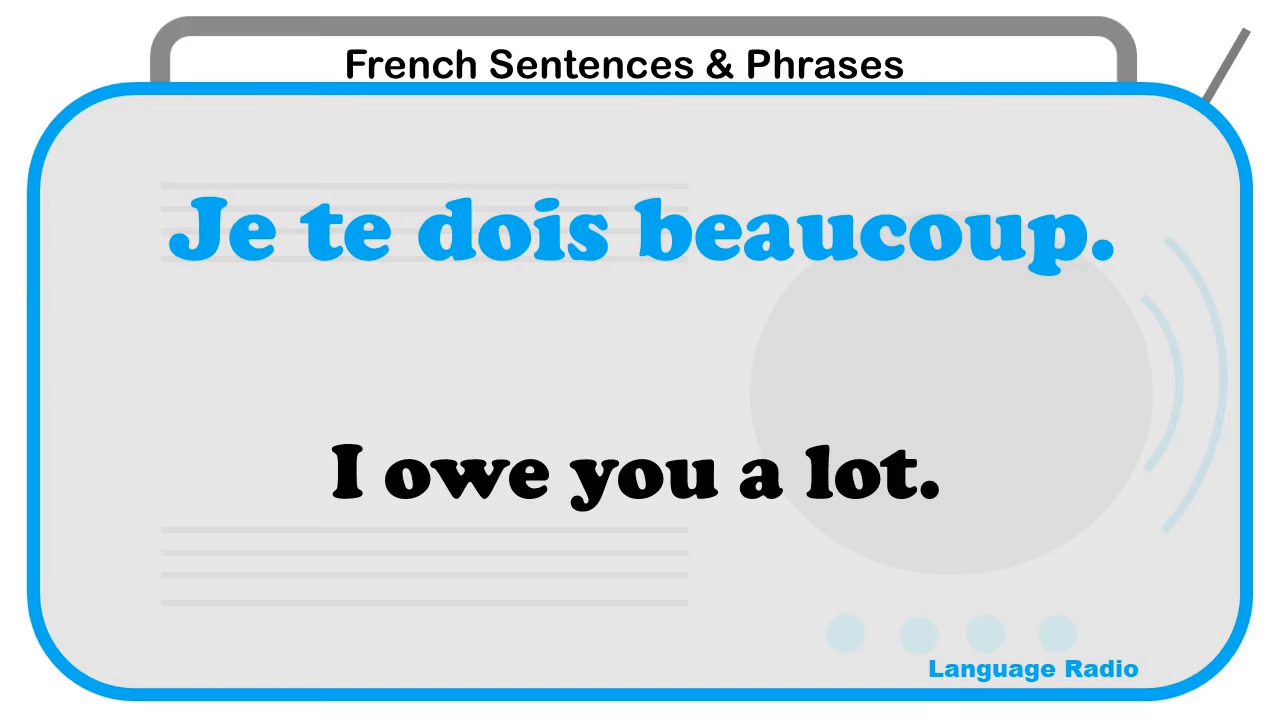 French Sentences & Phrases
Je te dois beaucoup.
I owe you a lot.
Language Radio